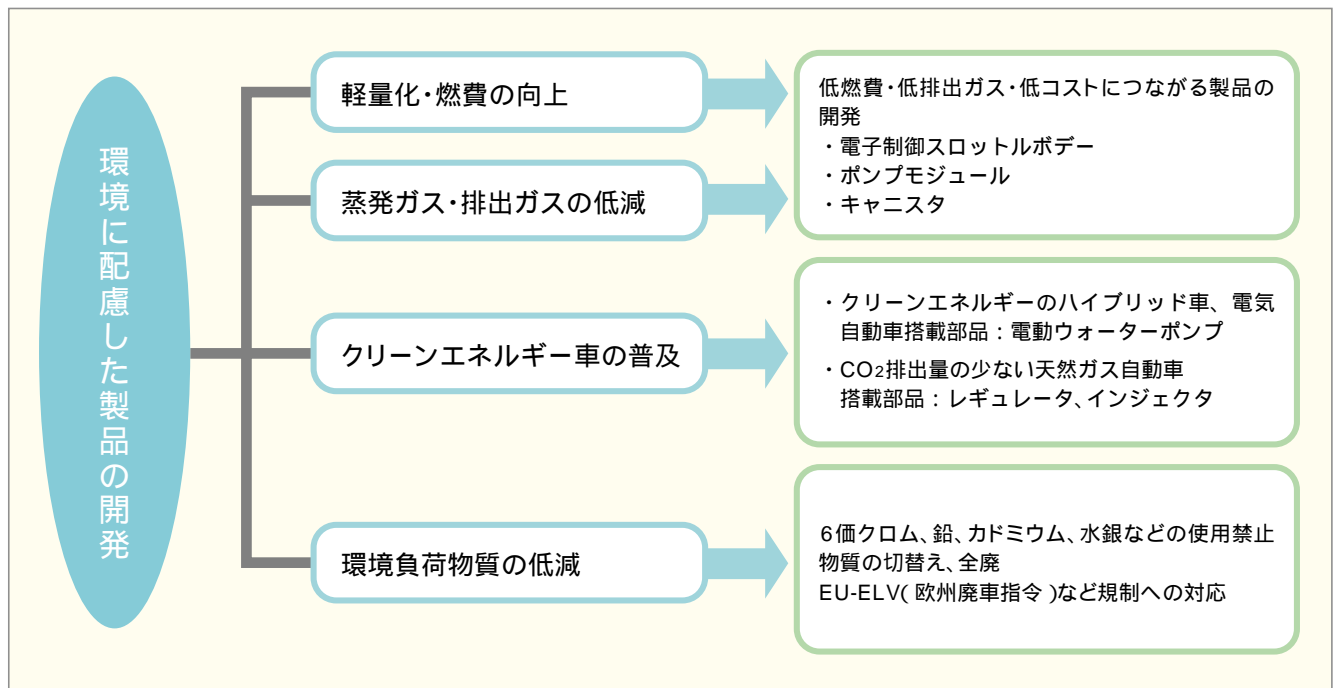 環境に配慮した製品の開発
軽量化・燃費の向上
蒸発ガス・排出ガスの低減
低燃費・低排出ガス・低コストにつながる製品の
開発
・電子制御スロットルボデー
・ポンプモジュール
・キャニスタ
クリーンエネルギー車の普及
・クリーンエネルギーのハイブリッド車、電気
自動車搭載部品：電動ウォーターポンプ
・CO₂排出量の少ない天然ガス自動車
搭載部品：レギュレータ、インジェクタ
環境負荷物質の低減
6価クロム、鉛、カドミウム、水銀などの使用禁止
物質の切替え、全廃
EU-ELV( 欧州廃車指令 )など規制への対応